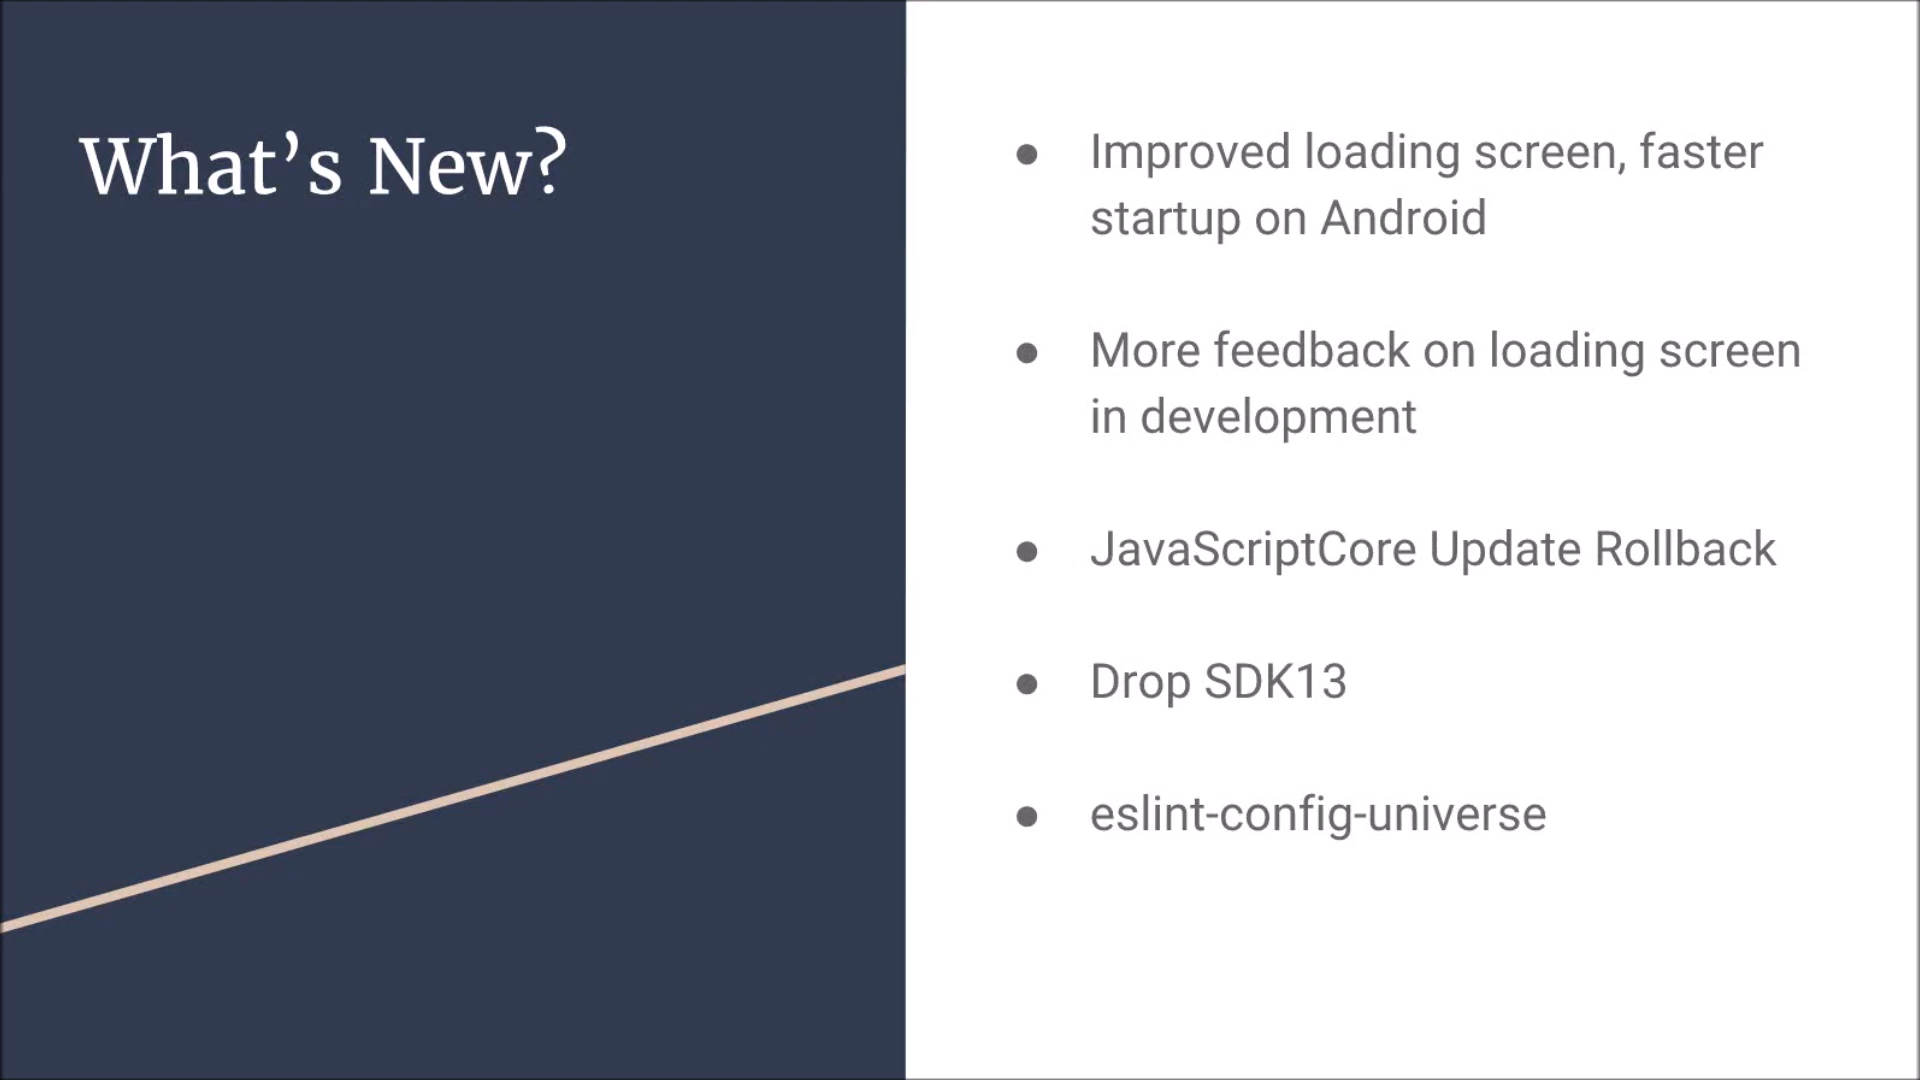 What’s New?
● Improved loading screen, faster
startup on Android
● More feedback on loading screen
in development
● JavaScriptCore Update Rollback
● Drop SDK13
● eslint-config-universe